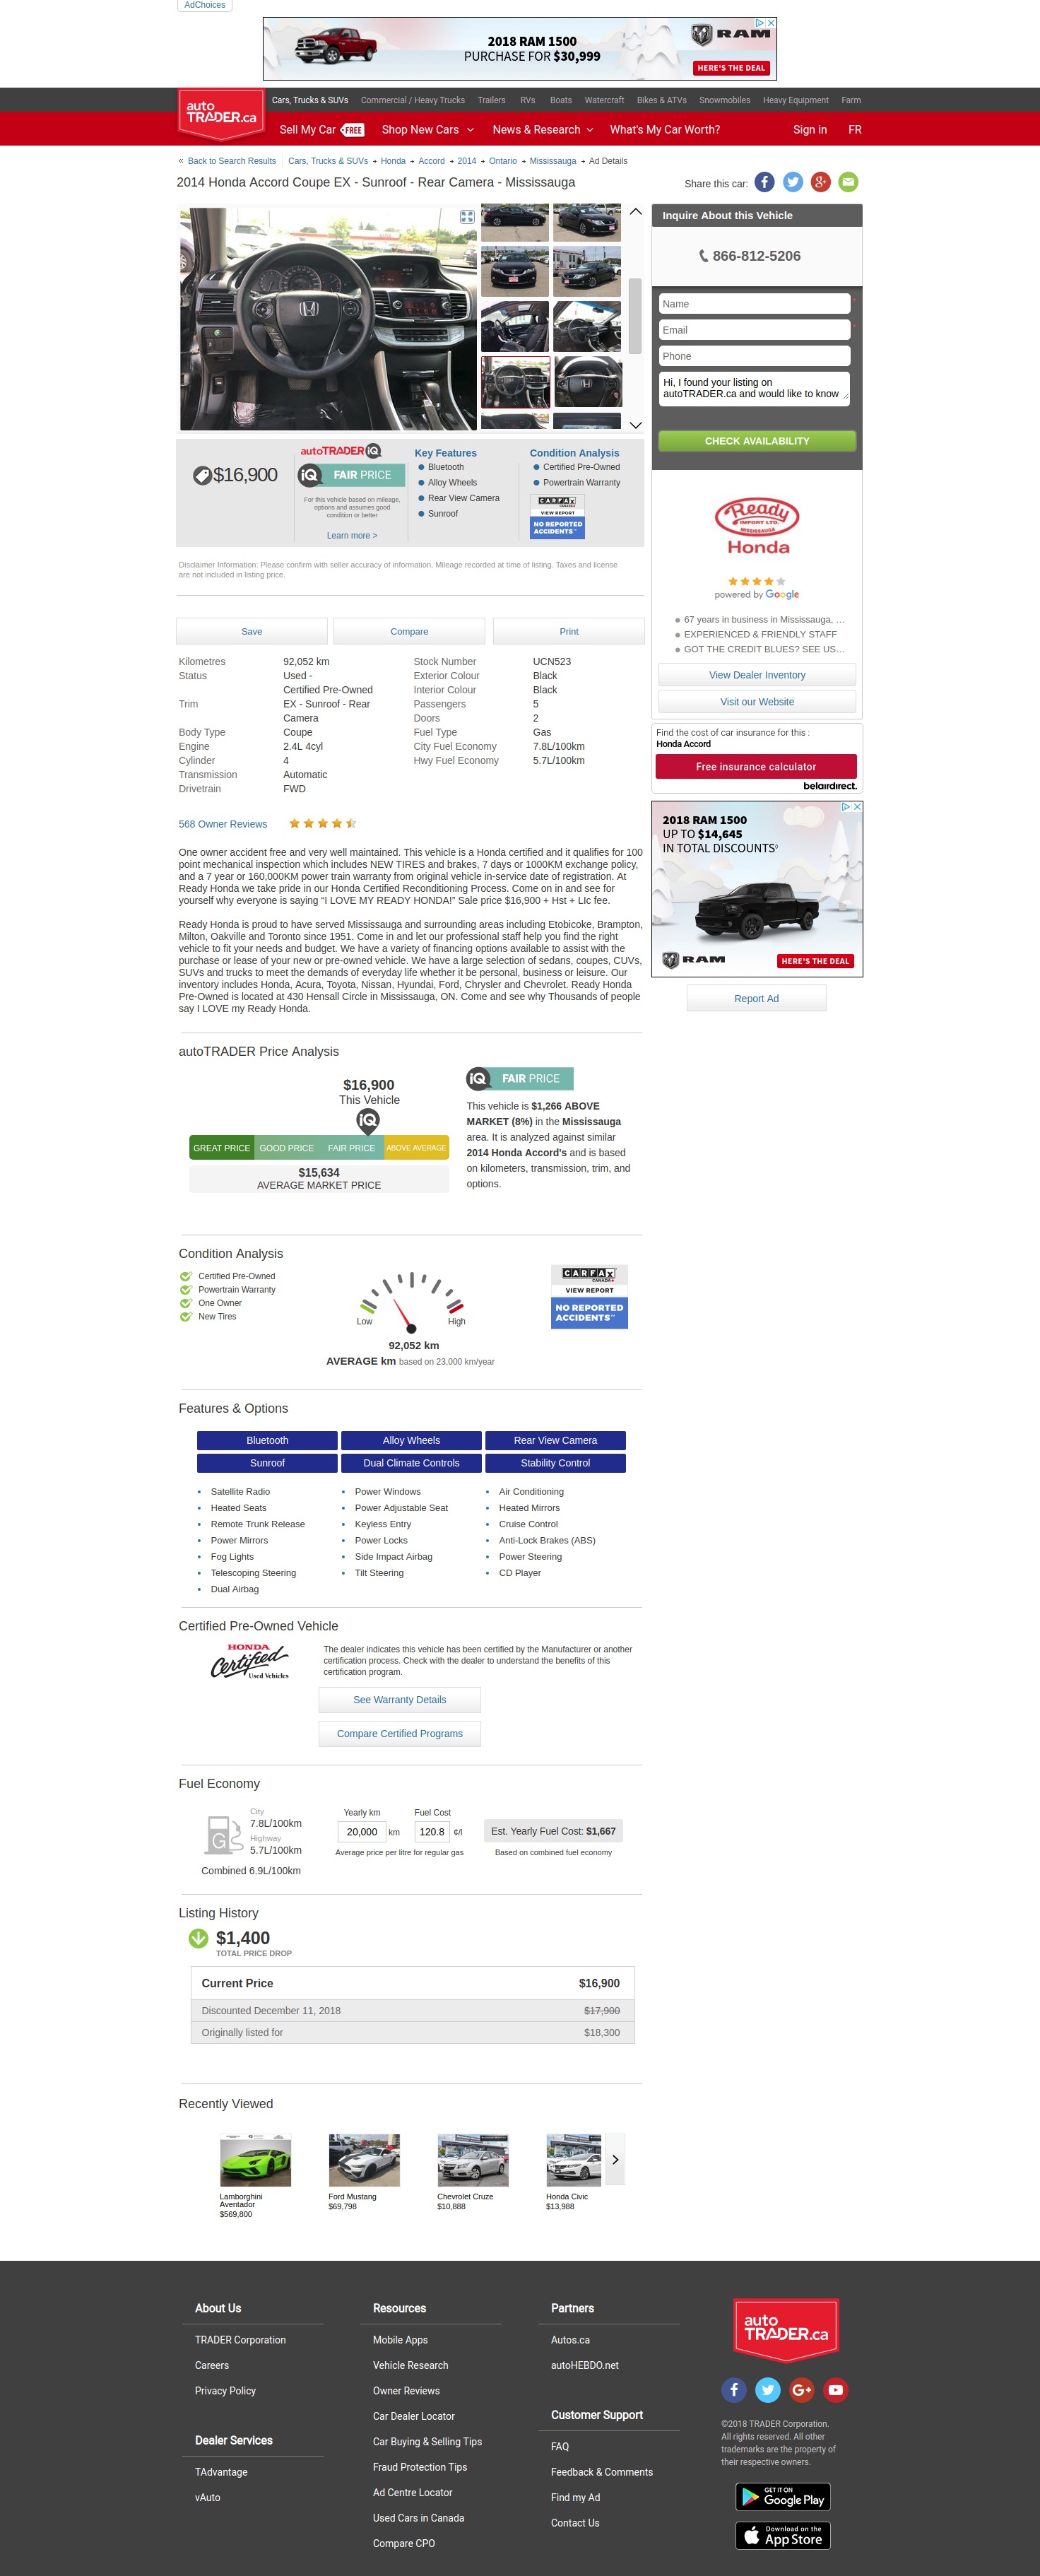 AdChoices
2018 RAM 1500
PURCHASE FOR $30,999
RAM
HERE'S THE DEAL
auto
TRADER.ca
Cars, Trucks & SUVs
Commercial / Heavy Trucks
Trailers
RVs
Boats
Watercraft
Bikes & ATVs
Snowmobiles
Heavy Equipment
Farm
Sell My Car FREE
Shop New Cars
News & Research
What's My Car Worth?
Sign in
FR
« Back to Search Results
Cars, Trucks & SUVs + Honda + Accord + 2014 + Ontario + Mississauga + Ad Details
2014 Honda Accord Coupe EX - Sunroof - Rear Camera - Mississauga
Share this car:
Inquire About this Vehicle
866-812-5206
Name
Email
Phone
Hi, I found your listing on
autoTRADER.ca and would like to know
CHECK AVAILABILITY
$16,900
autoTRADER iQ
iQ FAIR PRICE
For this vehicle based on mileage,
options and assumes good
condition or better
Learn more >
Key Features
Bluetooth
Alloy Wheels
Rear View Camera
Sunroof
Condition Analysis
Certified Pre-Owned
Powertrain Warranty
CARFAX
CANADA
VIEW REPORT
NO REPORTED
ACCIDENTS™
Ready
IMPORT LTD.
MISSISSAUGA
Honda
powered by Google
67 years in business in Mississauga, …
EXPERIENCED & FRIENDLY STAFF
GOT THE CREDIT BLUES? SEE US…
View Dealer Inventory
Visit our Website
Disclaimer Information: Please confirm with seller accuracy of information. Mileage recorded at time of listing. Taxes and license
are not included in listing price.
Save
Compare
Print
Kilometres 92,052 km
Status Used -
Certified Pre-Owned
Trim EX - Sunroof - Rear
Camera
Body Type Coupe
Engine 2.4L 4cyl
Cylinder 4
Transmission Automatic
Drivetrain FWD
Stock Number UCN523
Exterior Colour Black
Interior Colour Black
Passengers 5
Doors 2
Fuel Type Gas
City Fuel Economy 7.8L/100km
Hwy Fuel Economy 5.7L/100km
Find the cost of car insurance for this :
Honda Accord
Free insurance calculator
belairdirect.
2018 RAM 1500
UP TO $14,645
IN TOTAL DISCOUNTS◊
RAM
HERE'S THE DEAL
Report Ad
568 Owner Reviews
One owner accident free and very well maintained. This vehicle is a Honda certified and it qualifies for 100
point mechanical inspection which includes NEW TIRES and brakes, 7 days or 1000KM exchange policy,
and a 7 year or 160,000KM power train warranty from original vehicle in-service date of registration. At
Ready Honda we take pride in our Honda Certified Reconditioning Process. Come on in and see for
yourself why everyone is saying “I LOVE MY READY HONDA!” Sale price $16,900 + Hst + LIc fee.
Ready Honda is proud to have served Mississauga and surrounding areas including Etobicoke, Brampton,
Milton, Oakville and Toronto since 1951. Come in and let our professional staff help you find the right
vehicle to fit your needs and budget. We have a variety of financing options available to assist with the
purchase or lease of your new or pre-owned vehicle. We have a large selection of sedans, coupes, CUVs,
SUVs and trucks to meet the demands of everyday life whether it be personal, business or leisure. Our
inventory includes Honda, Acura, Toyota, Nissan, Hyundai, Ford, Chrysler and Chevrolet. Ready Honda
Pre-Owned is located at 430 Hensall Circle in Mississauga, ON. Come and see why Thousands of people
say I LOVE my Ready Honda.
autoTRADER Price Analysis
$16,900
This Vehicle
iQ
GREAT PRICE
GOOD PRICE
FAIR PRICE
ABOVE AVERAGE
$15,634
AVERAGE MARKET PRICE
iQ FAIR PRICE
This vehicle is $1,266 ABOVE
MARKET (8%) in the Mississauga
area. It is analyzed against similar
2014 Honda Accord's and is based
on kilometers, transmission, trim, and
options.
Condition Analysis
Certified Pre-Owned
Powertrain Warranty
One Owner
New Tires
Low
High
92,052 km
AVERAGE km based on 23,000 km/year
CARFAX
CANADA
VIEW REPORT
NO REPORTED
ACCIDENTS™
Features & Options
Bluetooth
Alloy Wheels
Rear View Camera
Sunroof
Dual Climate Controls
Stability Control
Satellite Radio
Heated Seats
Remote Trunk Release
Power Mirrors
Fog Lights
Telescoping Steering
Dual Airbag
Power Windows
Power Adjustable Seat
Keyless Entry
Power Locks
Side Impact Airbag
Tilt Steering
Air Conditioning
Heated Mirrors
Cruise Control
Anti-Lock Brakes (ABS)
Power Steering
CD Player
Certified Pre-Owned Vehicle
HONDA
Certified
Used Vehicles
The dealer indicates this vehicle has been certified by the Manufacturer or another
certification process. Check with the dealer to understand the benefits of this
certification program.
See Warranty Details
Compare Certified Programs
Fuel Economy
G
City
7.8L/100km
Highway
5.7L/100km
Combined 6.9L/100km
Yearly km
20,000 km
Fuel Cost
120.8 ¢/l
Average price per litre for regular gas
Est. Yearly Fuel Cost: $1,667
Based on combined fuel economy
Listing History
$1,400
TOTAL PRICE DROP
Current Price $16,900
Discounted December 11, 2018 $17,900
Originally listed for $18,300
Recently Viewed
Lamborghini
Aventador
$569,800
Ford Mustang
$69,798
Chevrolet Cruze
$10,888
Honda Civic
$13,988
About Us
TRADER Corporation
Careers
Privacy Policy
Dealer Services
TAdvantage
vAuto
Resources
Mobile Apps
Vehicle Research
Owner Reviews
Car Dealer Locator
Car Buying & Selling Tips
Fraud Protection Tips
Ad Centre Locator
Used Cars in Canada
Compare CPO
Partners
Autos.ca
autoHEBDO.net
Customer Support
FAQ
Feedback & Comments
Find my Ad
Contact Us
auto
TRADER.ca
©2018 TRADER Corporation.
All rights reserved. All other
trademarks are the property of
their respective owners.
GET IT ON
Google Play
Download on the
App Store